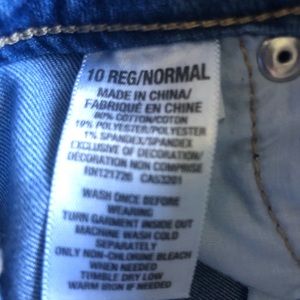 10 REG/NORMAL
MADE IN CHINA/
FABRIQUÉ EN CHINE
80% COTTON/COTON
19% POLYESTER/POLYESTER
1% SPANDEX/SPANDEX
EXCLUSIVE OF DECORATION/
DÉCORATION NON COMPRISE
RN121726 CA53201
WASH ONCE BEFORE
WEARING
TURN GARMENT INSIDE OUT
MACHINE WASH COLD
SEPARATELY
ONLY NON-CHLORINE BLEACH
WHEN NEEDED
TUMBLE DRY LOW
WARM IRON IF NEEDED